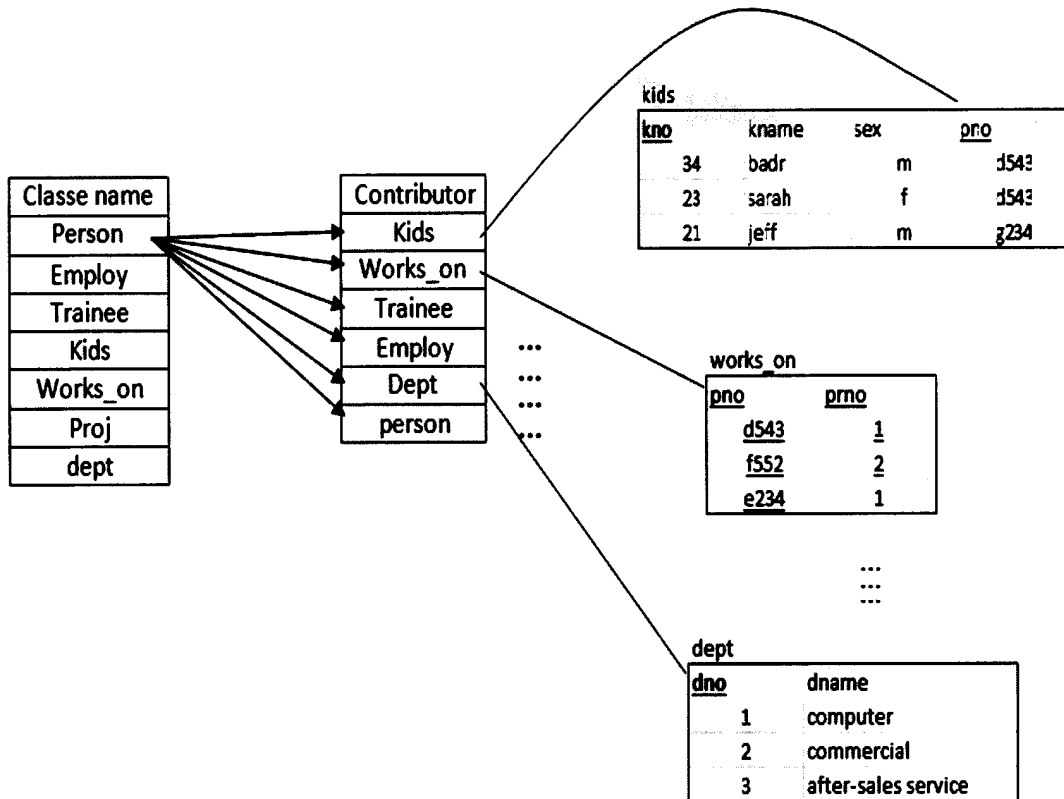 Classe name
Person
Employ
Trainee
Kids
Works_on
Proj
dept
Contributor
Kids
Works_on
Trainee
Employ
Dept
person
...
...
...
...
kids
kno kname sex pno
34 badr m d543
23 sarah f d543
21 jeff m g234
works_on
pno prno
d543 1
f552 2
e234 1
...
...
...
dept
dno dname
1 computer
2 commercial
3 after-sales service